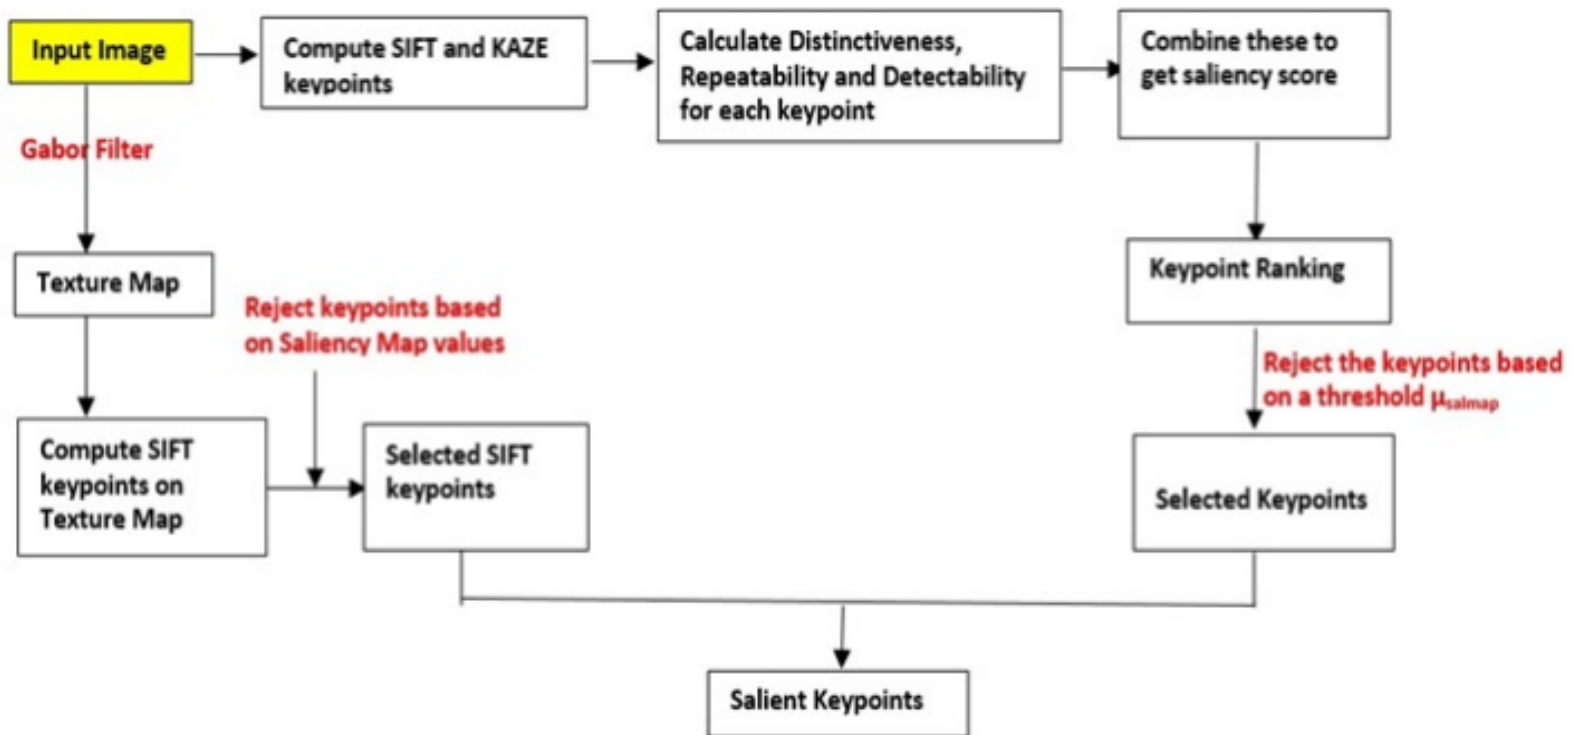 Input Image
Compute SIFT and KAZE
keypoints
Calculate Distinctiveness,
Repeatability and Detectability
for each keypoint
Combine these to
get saliency score
Gabor Filter
Texture Map
Reject keypoints based
on Saliency Map values
Keypoint Ranking
Reject the keypoints based
on a threshold μsalmap
Compute SIFT
keypoints on
Texture Map
Selected SIFT
keypoints
Selected Keypoints
Salient Keypoints